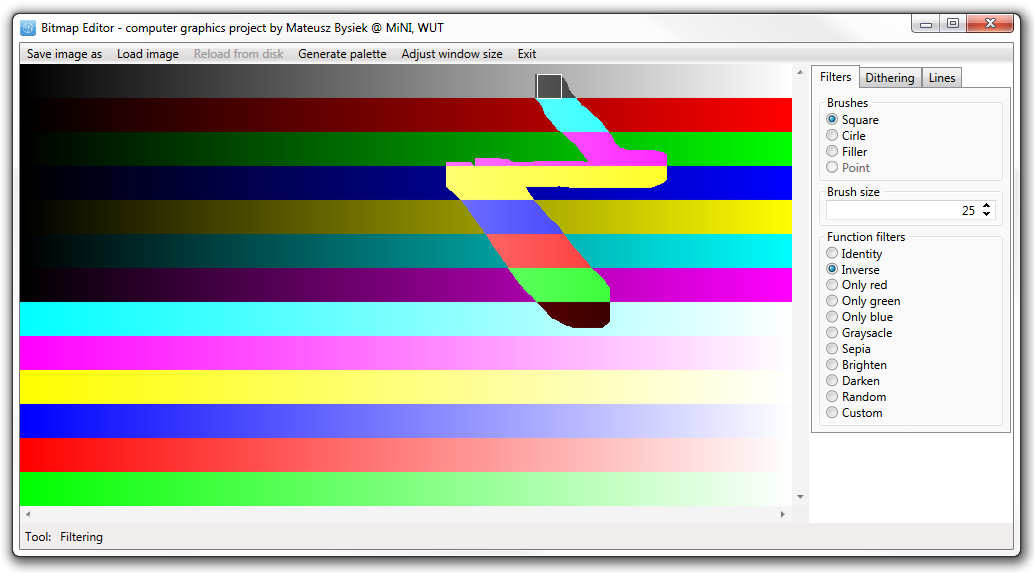 Bitmap Editor - computer graphics project by Mateusz Bysiek @ MiNI, WUT
Save image as Load image Reload from disk Generate palette Adjust window size Exit
Filters Dithering Lines
Brushes
Square
Cirle
Filler
Point
Brush size
25
Function filters
Identity
Inverse
Only red
Only green
Only blue
Graysacle
Sepia
Brighten
Darken
Random
Custom
Tool: Filtering